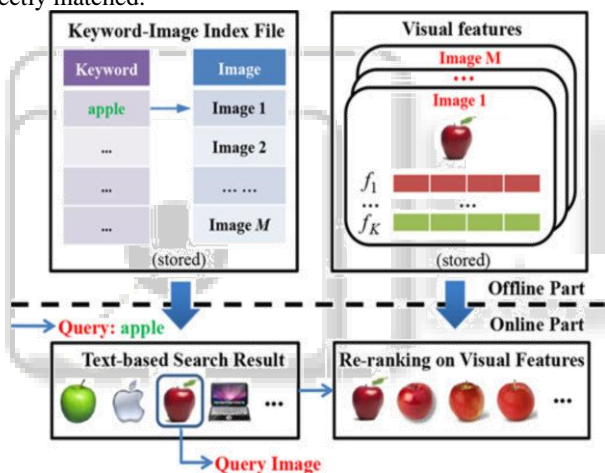 ectly matched.
Keyword-Image Index File
Keyword
Image
apple
Image 1
...
Image 2
...
... ...
...
Image M
(stored)
Visual features
Image M
...
Image 1
f1
...
...
fK
(stored)
Offline Part
Online Part
Query: apple
Text-based Search Result
...
Query Image
Re-ranking on Visual Features
...